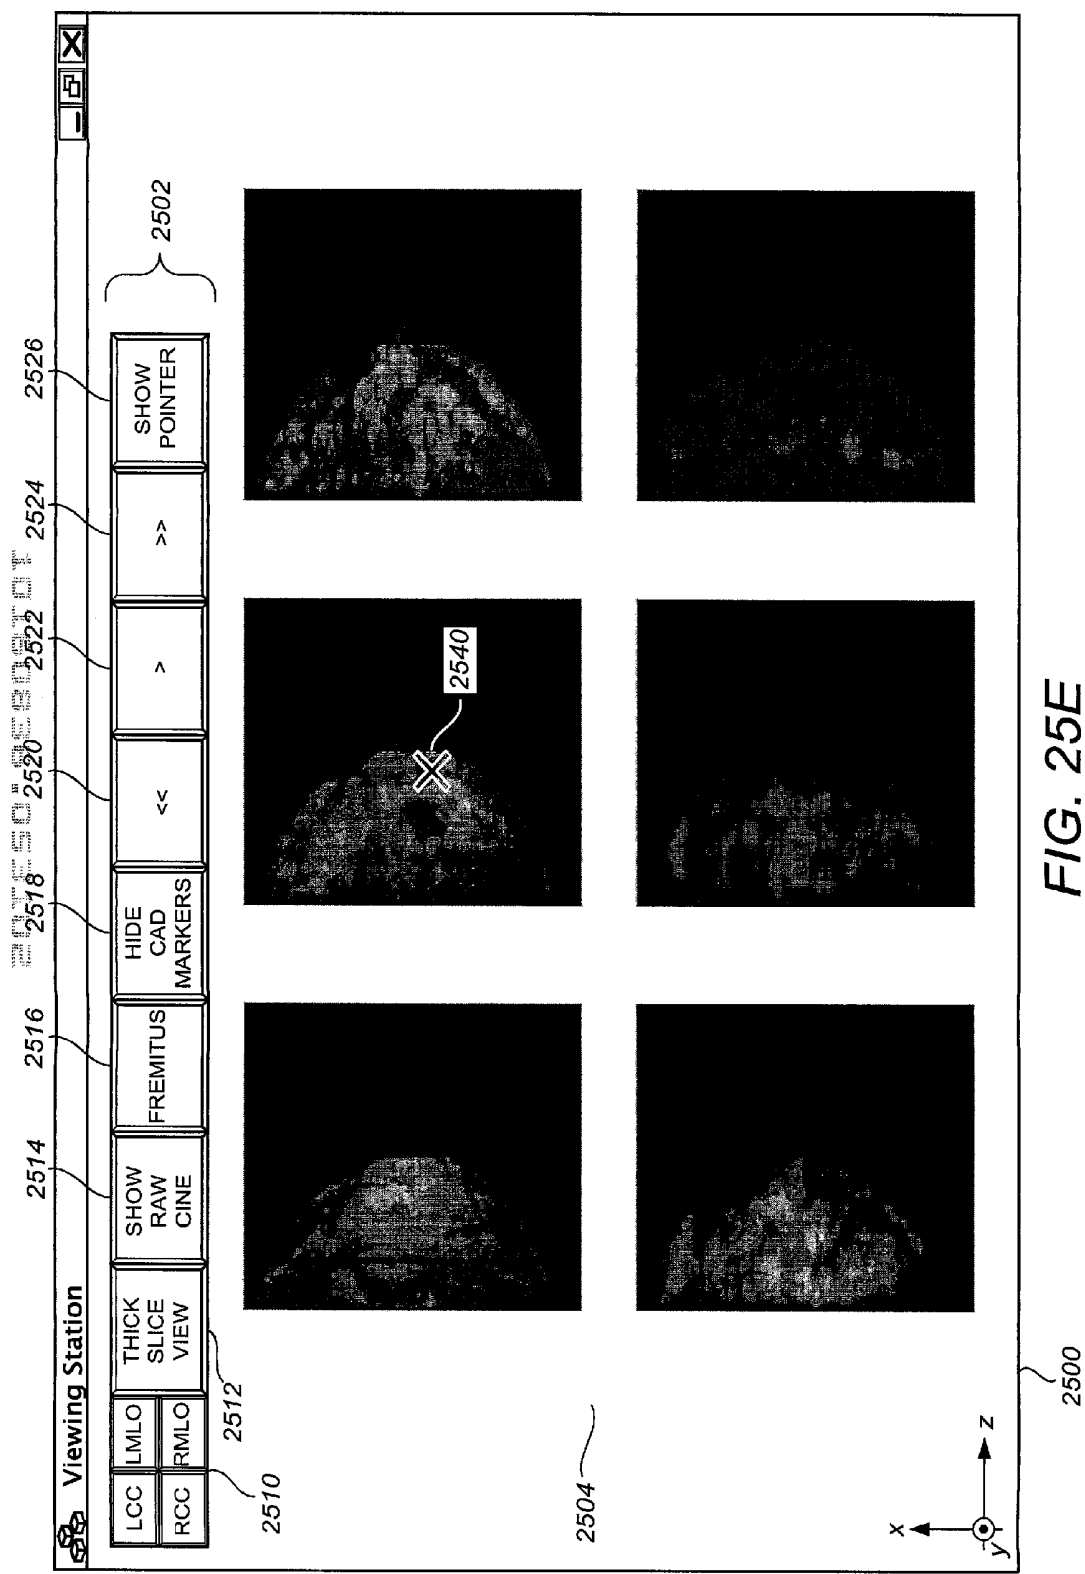 2514
2516
2518
2520
2522
2524
2526
Viewing Station
LCC
LMLO
RCC
RMLO
THICK
SLICE
VIEW
SHOW
RAW
CINE
FREMITUS
HIDE
CAD
MARKERS
<<
>
>>
SHOW
POINTER
2502
2510
2512
2540
2504
x
y
z
2500
FIG. 25E